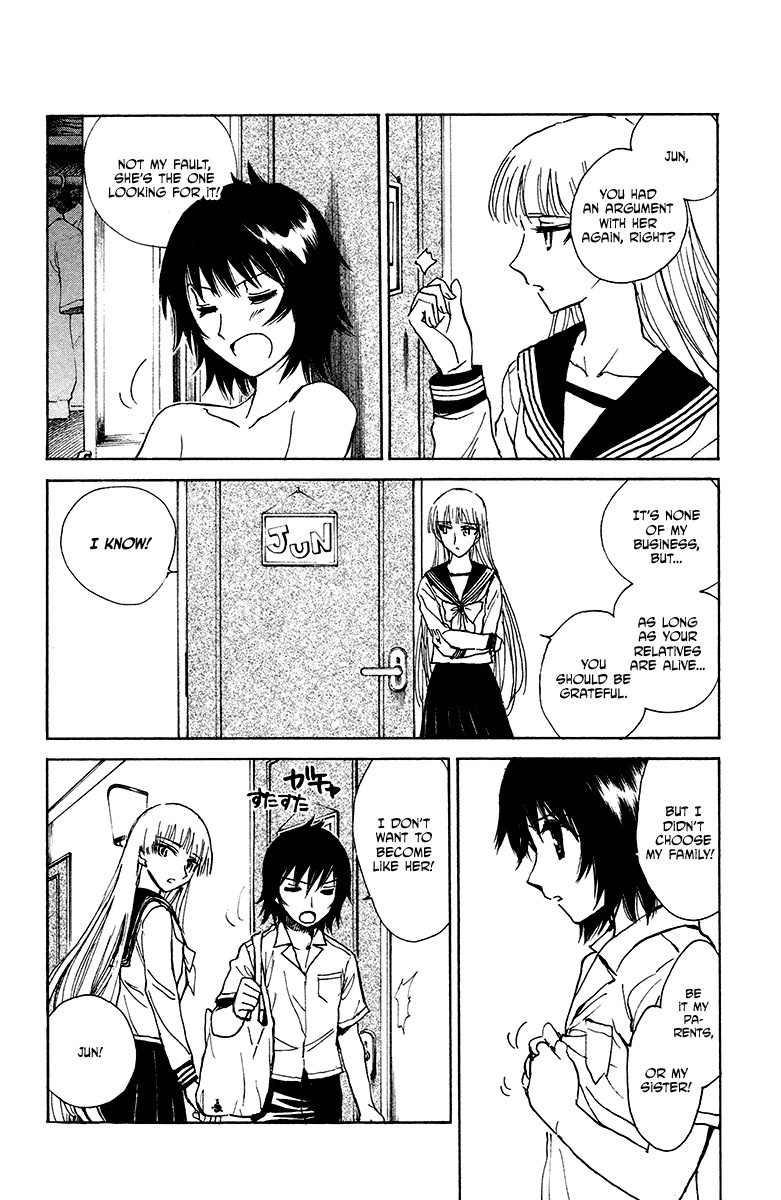 JUN,
YOU HAD
AN ARGUMENT
WITH HER
AGAIN, RIGHT?
NOT MY FAULT,
SHE'S THE ONE
LOOKING FOR IT!
IT'S NONE
OF MY
BUSINESS,
BUT...
AS LONG
AS YOUR
RELATIVES
ARE ALIVE...
YOU
SHOULD BE
GRATEFUL.
JUN
I KNOW!
BUT I
DIDN'T
CHOOSE
MY FAMILY!
BE
IT MY
PA-
RENTS,
OR MY
SISTER!
I DON'T
WANT TO
BECOME
LIKE HER!
ガチャ
すたすた
JUN!